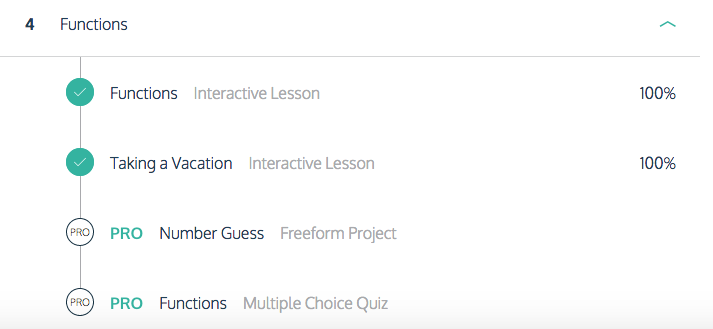 4 Functions
Functions Interactive Lesson 100%
Taking a Vacation Interactive Lesson 100%
PRO PRO Number Guess Freeform Project
PRO PRO Functions Multiple Choice Quiz